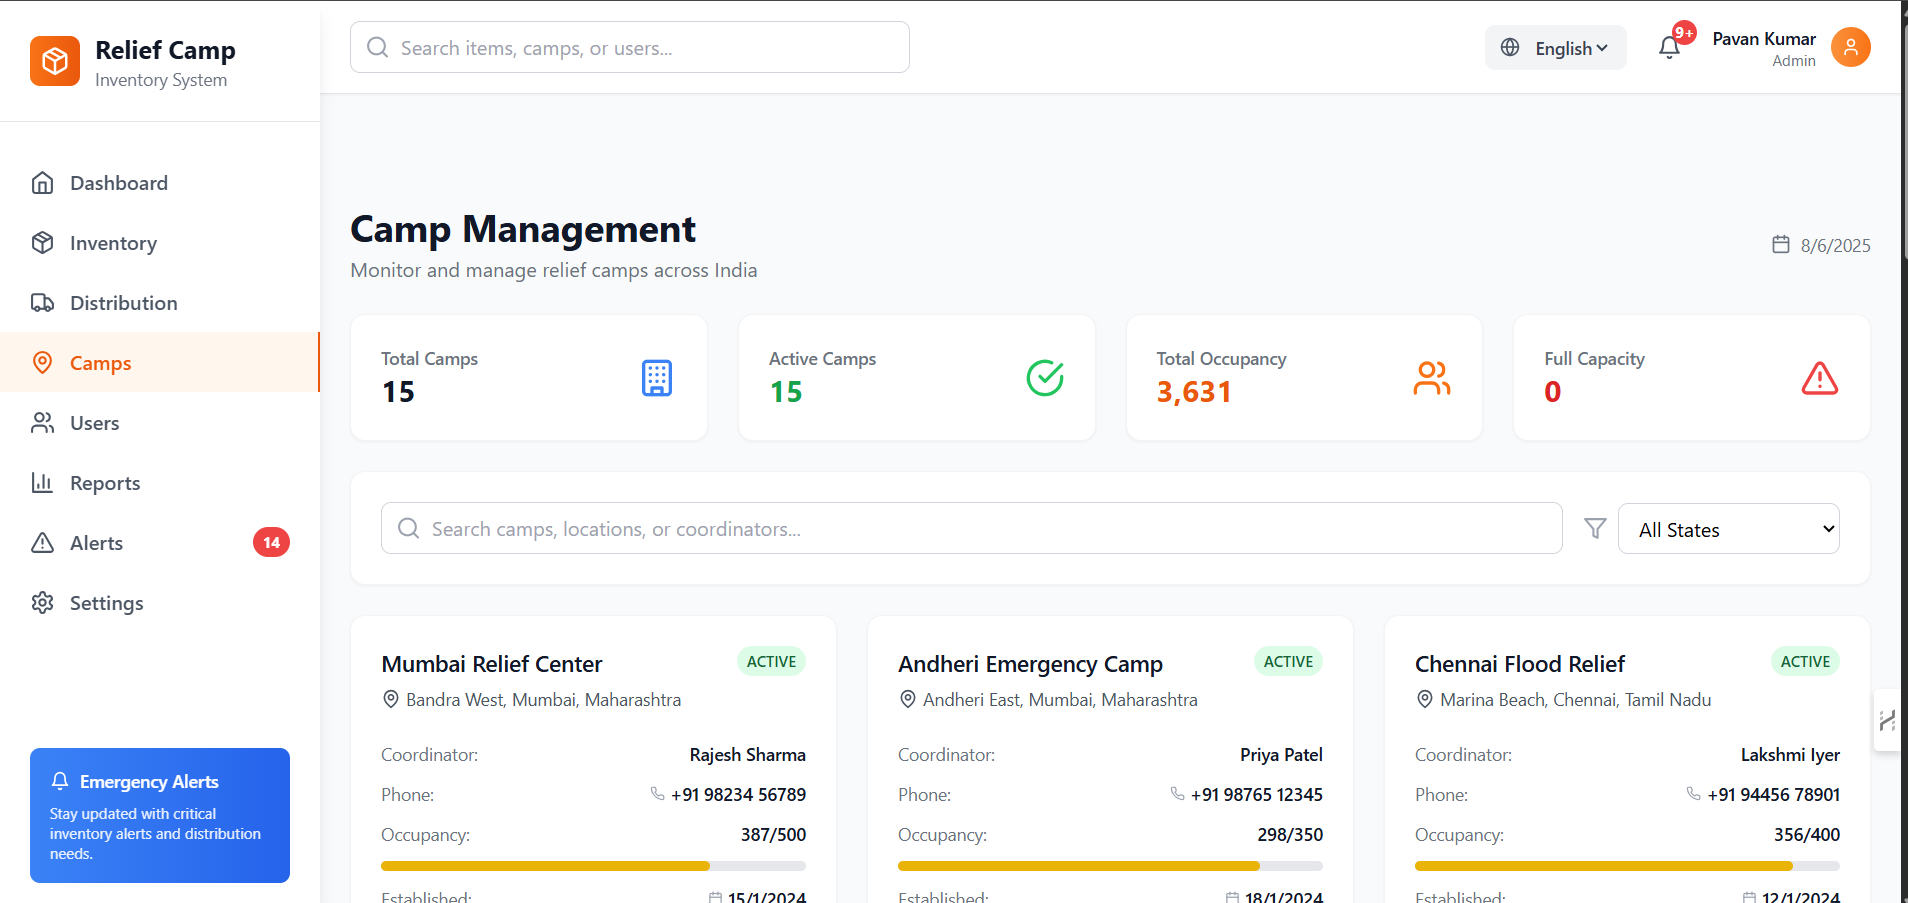 Relief Camp
Inventory System
Search items, camps, or users...
English
9+
Pavan Kumar
Admin
Dashboard
Inventory
Distribution
Camps
Users
Reports
Alerts
14
Settings
Emergency Alerts
Stay updated with critical
inventory alerts and distribution
needs.
Camp Management
Monitor and manage relief camps across India
8/6/2025
Total Camps
15
Active Camps
15
Total Occupancy
3,631
Full Capacity
0
Search camps, locations, or coordinators...
All States
Mumbai Relief Center
ACTIVE
Bandra West, Mumbai, Maharashtra
Coordinator: Rajesh Sharma
Phone: +91 98234 56789
Occupancy: 387/500
Established: 15/1/2024
Andheri Emergency Camp
ACTIVE
Andheri East, Mumbai, Maharashtra
Coordinator: Priya Patel
Phone: +91 98765 12345
Occupancy: 298/350
Established: 18/1/2024
Chennai Flood Relief
ACTIVE
Marina Beach, Chennai, Tamil Nadu
Coordinator: Lakshmi Iyer
Phone: +91 94456 78901
Occupancy: 356/400
Established: 12/1/2024